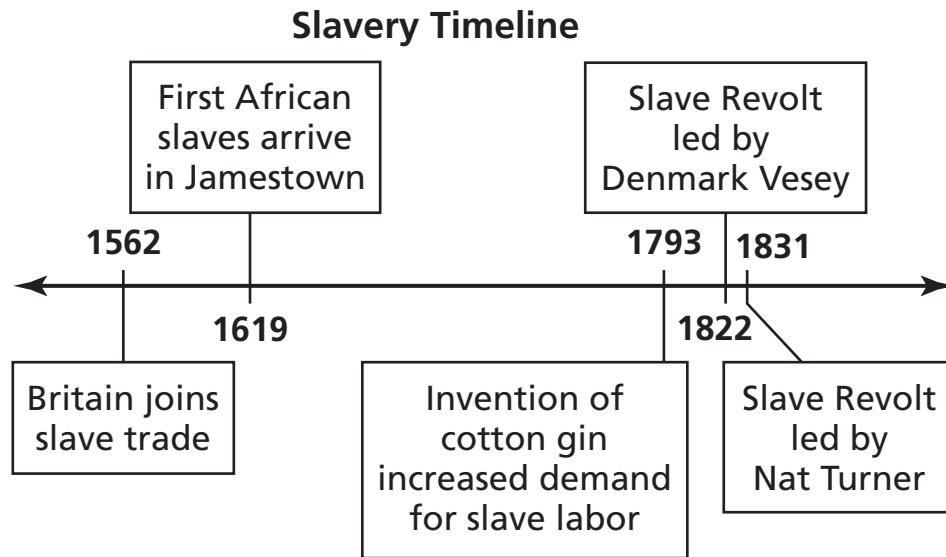 Slavery Timeline
First African
slaves arrive
in Jamestown
Slave Revolt
led by
Denmark Vesey
1562
1793
1831
1619
1822
Britain joins
slave trade
Invention of
cotton gin
increased demand
for slave labor
Slave Revolt
led by
Nat Turner